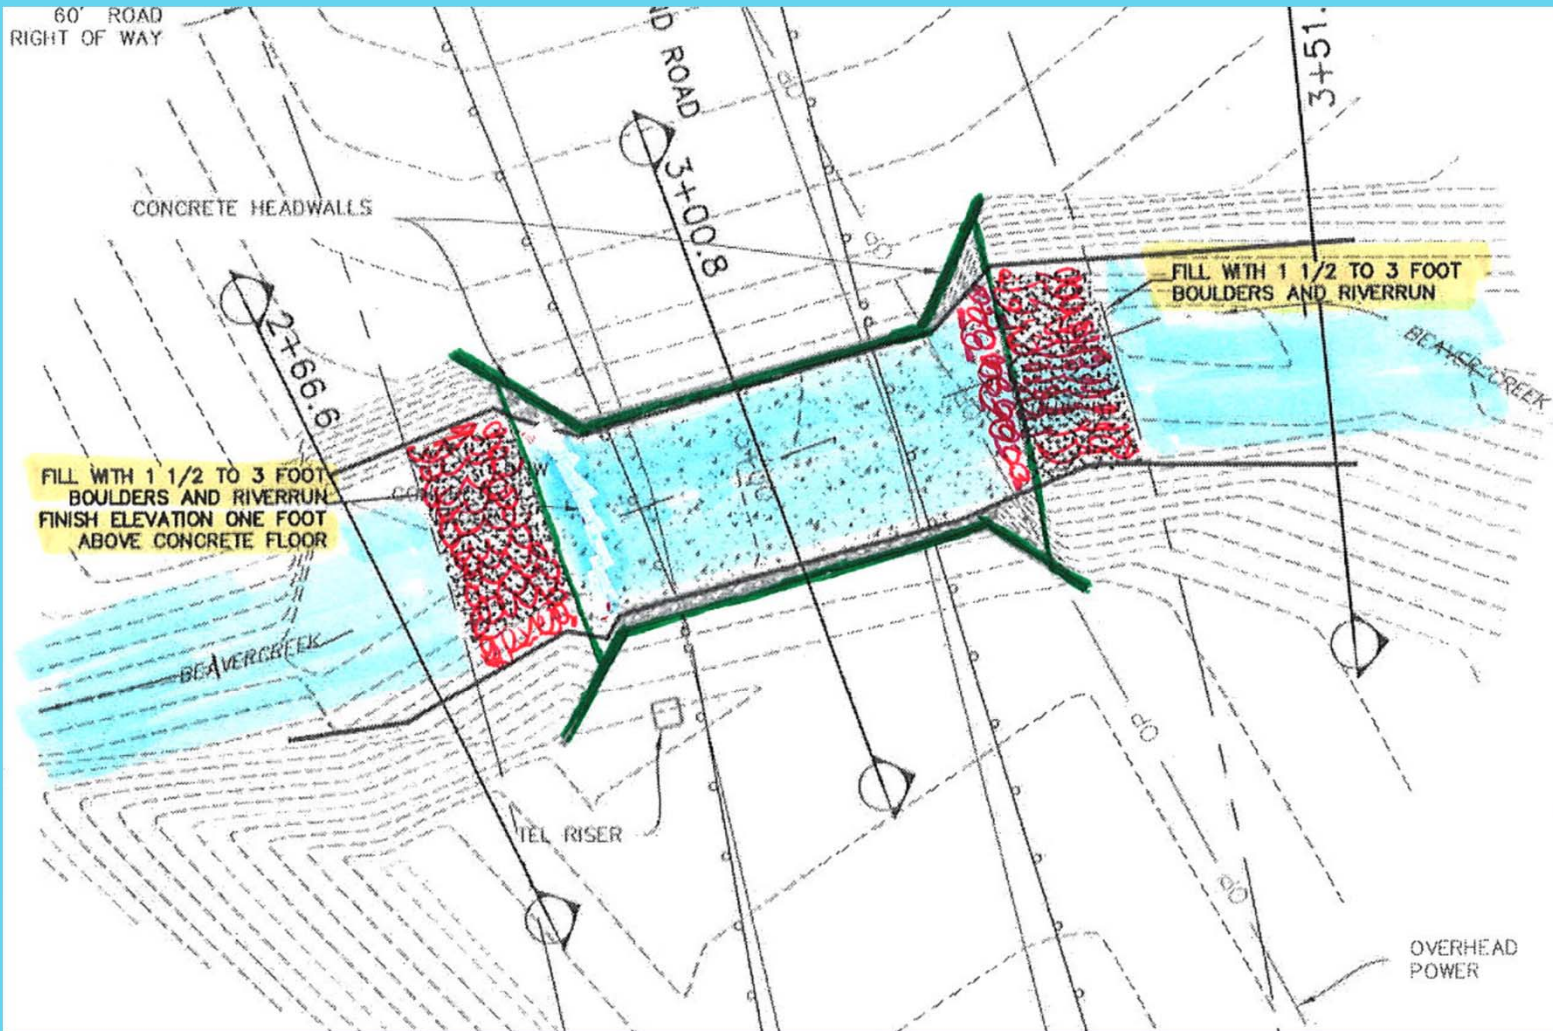 60' ROAD
RIGHT OF WAY
ROAD
3+51.
3+00.8
CONCRETE HEADWALLS
2+66.6
FILL WITH 1 1/2 TO 3 FOOT
BOULDERS AND RIVERRUN
BEAVER CREEK
FILL WITH 1 1/2 TO 3 FOOT
BOULDERS AND RIVERRUN
FINISH ELEVATION ONE FOOT
ABOVE CONCRETE FLOOR
BEAVERCREEK
TEL RISER
OVERHEAD
POWER